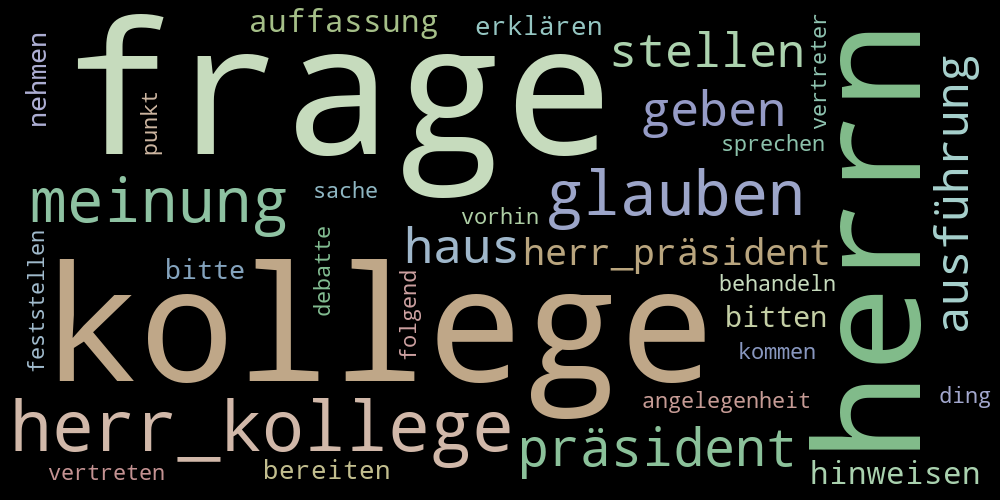 auffassung
erklären
frage
stellen
vertreter
herrn
nehmen
punkt
geben
ausführung
sprechen
meinung
sache
glauben
vorhin
haus
herr_präsident
feststellen
bitte
debatte
folgend
kollege
behandeln
bitten
kommen
angelegenheit
ding
herr_kollege
präsident
vertreten
bereiten
hinweisen